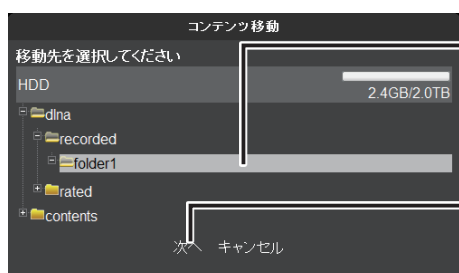 コンテンツ移動
移動先を選択してください
HDD
2.4GB/2.0TB
dlna
recorded
folder1
rated
contents
次へ キャンセル